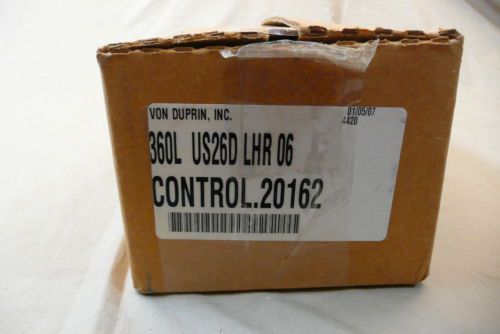 VON DUPRIN, INC.
01/05/07
4420
360L US26D LHR 06
CONTROL.20162